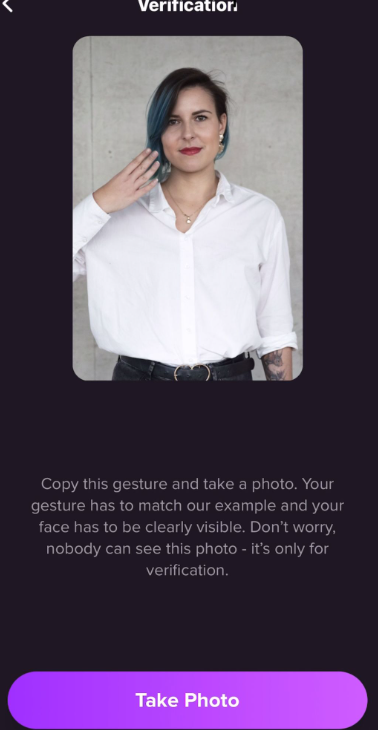 Verification
Copy this gesture and take a photo. Your
gesture has to match our example and your
face has to be clearly visible. Don’t worry,
nobody can see this photo - it’s only for
verification.
Take Photo